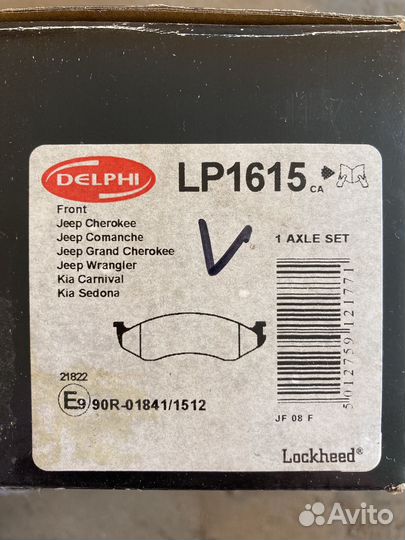 DELPHI
LP1615 CA
Front
Jeep Cherokee
Jeep Comanche
Jeep Grand Cherokee
Jeep Wrangler
Kia Carnival
Kia Sedona
V
1 AXLE SET
5012759121771
21822
E9 90R-01841/1512
JF 08 F
Lockheed®
Avito